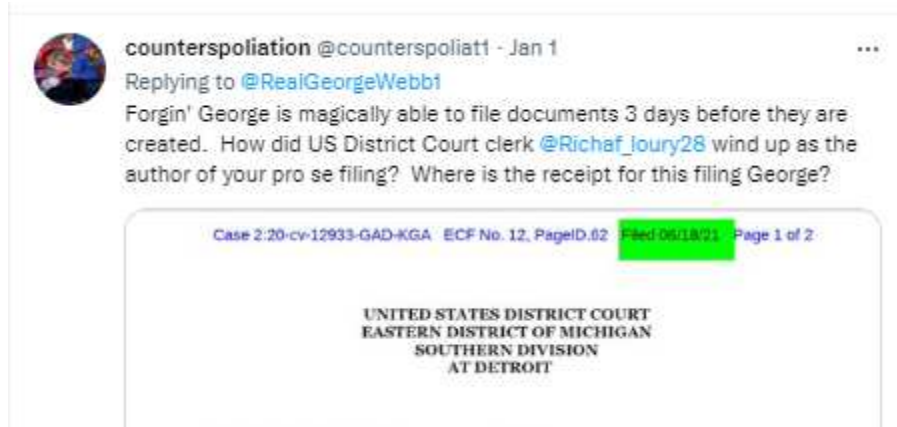 counterspoliation @counterspoliatt1 · Jan 1
Replying to @RealGeorgeWebb1
Forgin' George is magically able to file documents 3 days before they are
created. How did US District Court clerk @Richaf_loury28 wind up as the
author of your pro se filing? Where is the receipt for this filing George?
Case 2:20-cv-12933-GAD-KGA ECF No. 12, PageID.62 Filed 06/18/21 Page 1 of 2
UNITED STATES DISTRICT COURT
EASTERN DISTRICT OF MICHIGAN
SOUTHERN DIVISION
AT DETROIT